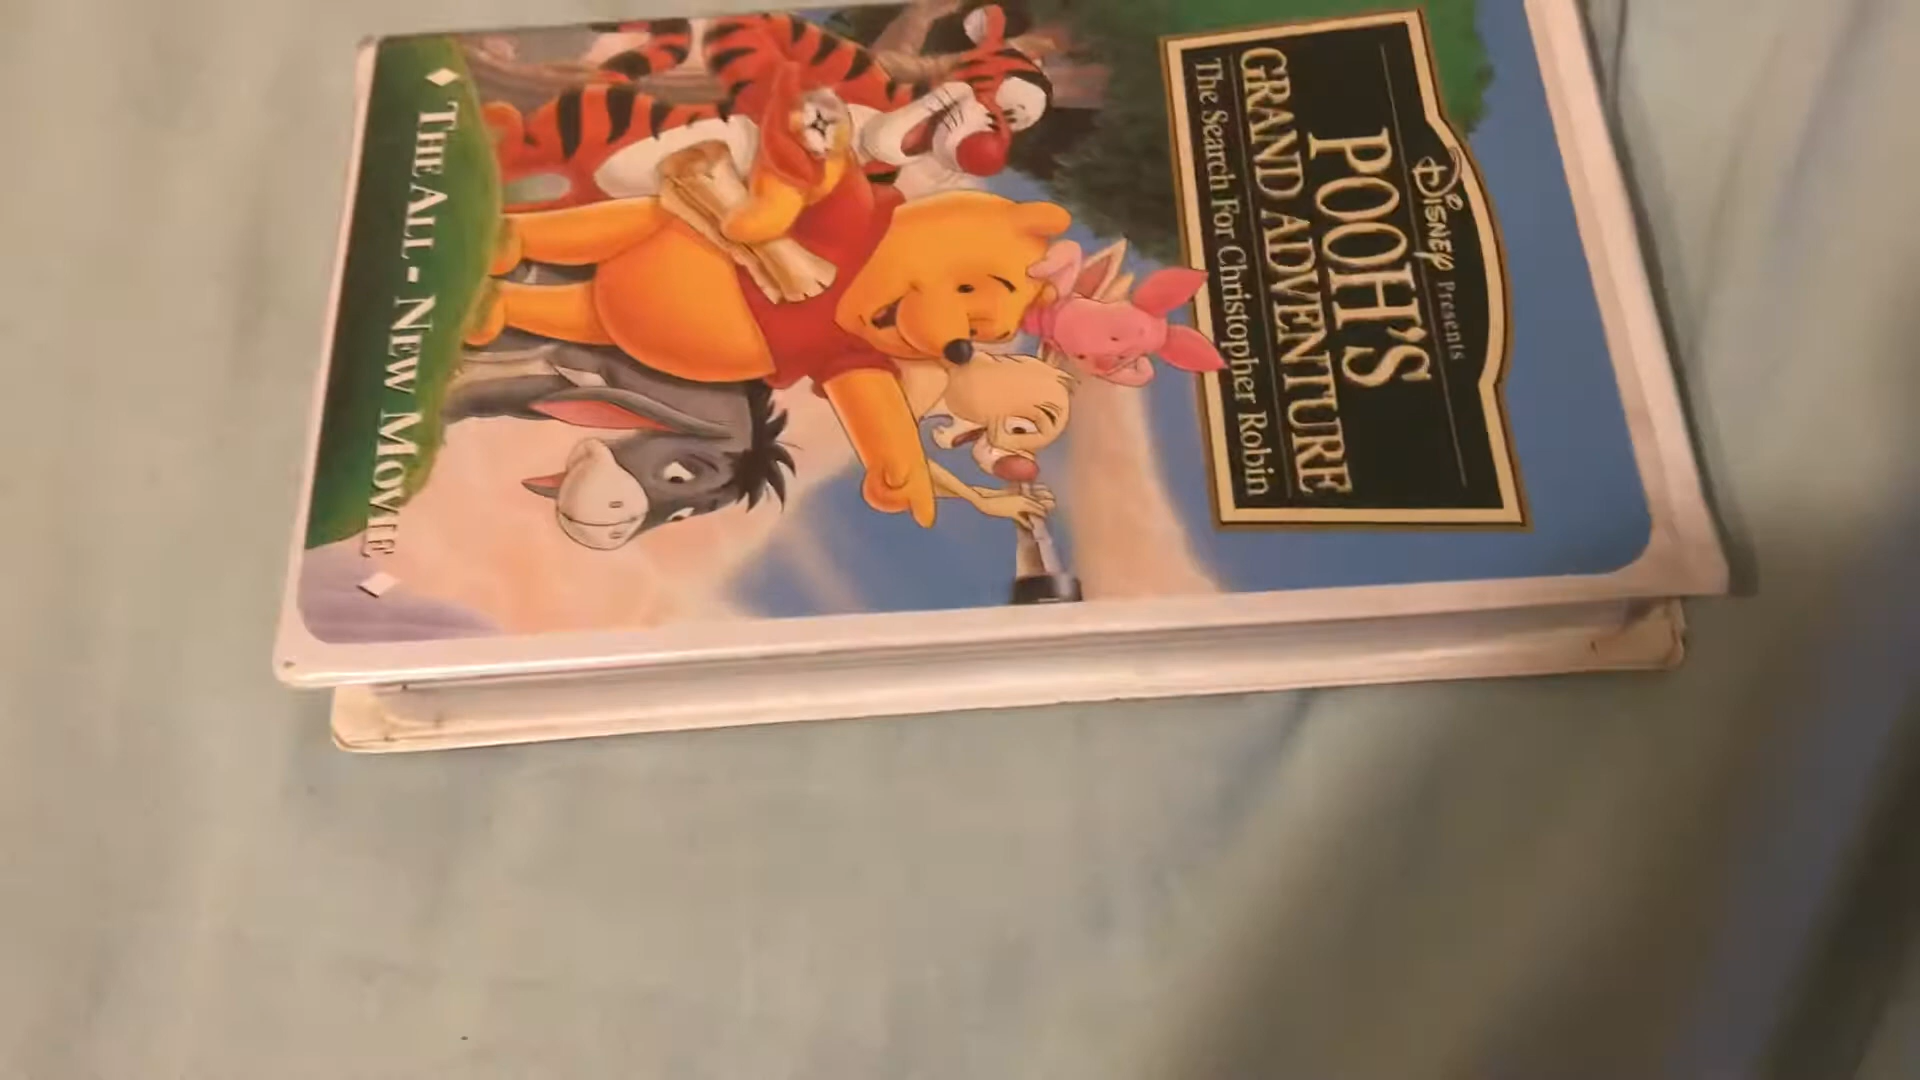 DISNEY Presents
POOH'S
GRAND ADVENTURE
The Search For Christopher Robin
THE ALL-NEW MOVIE